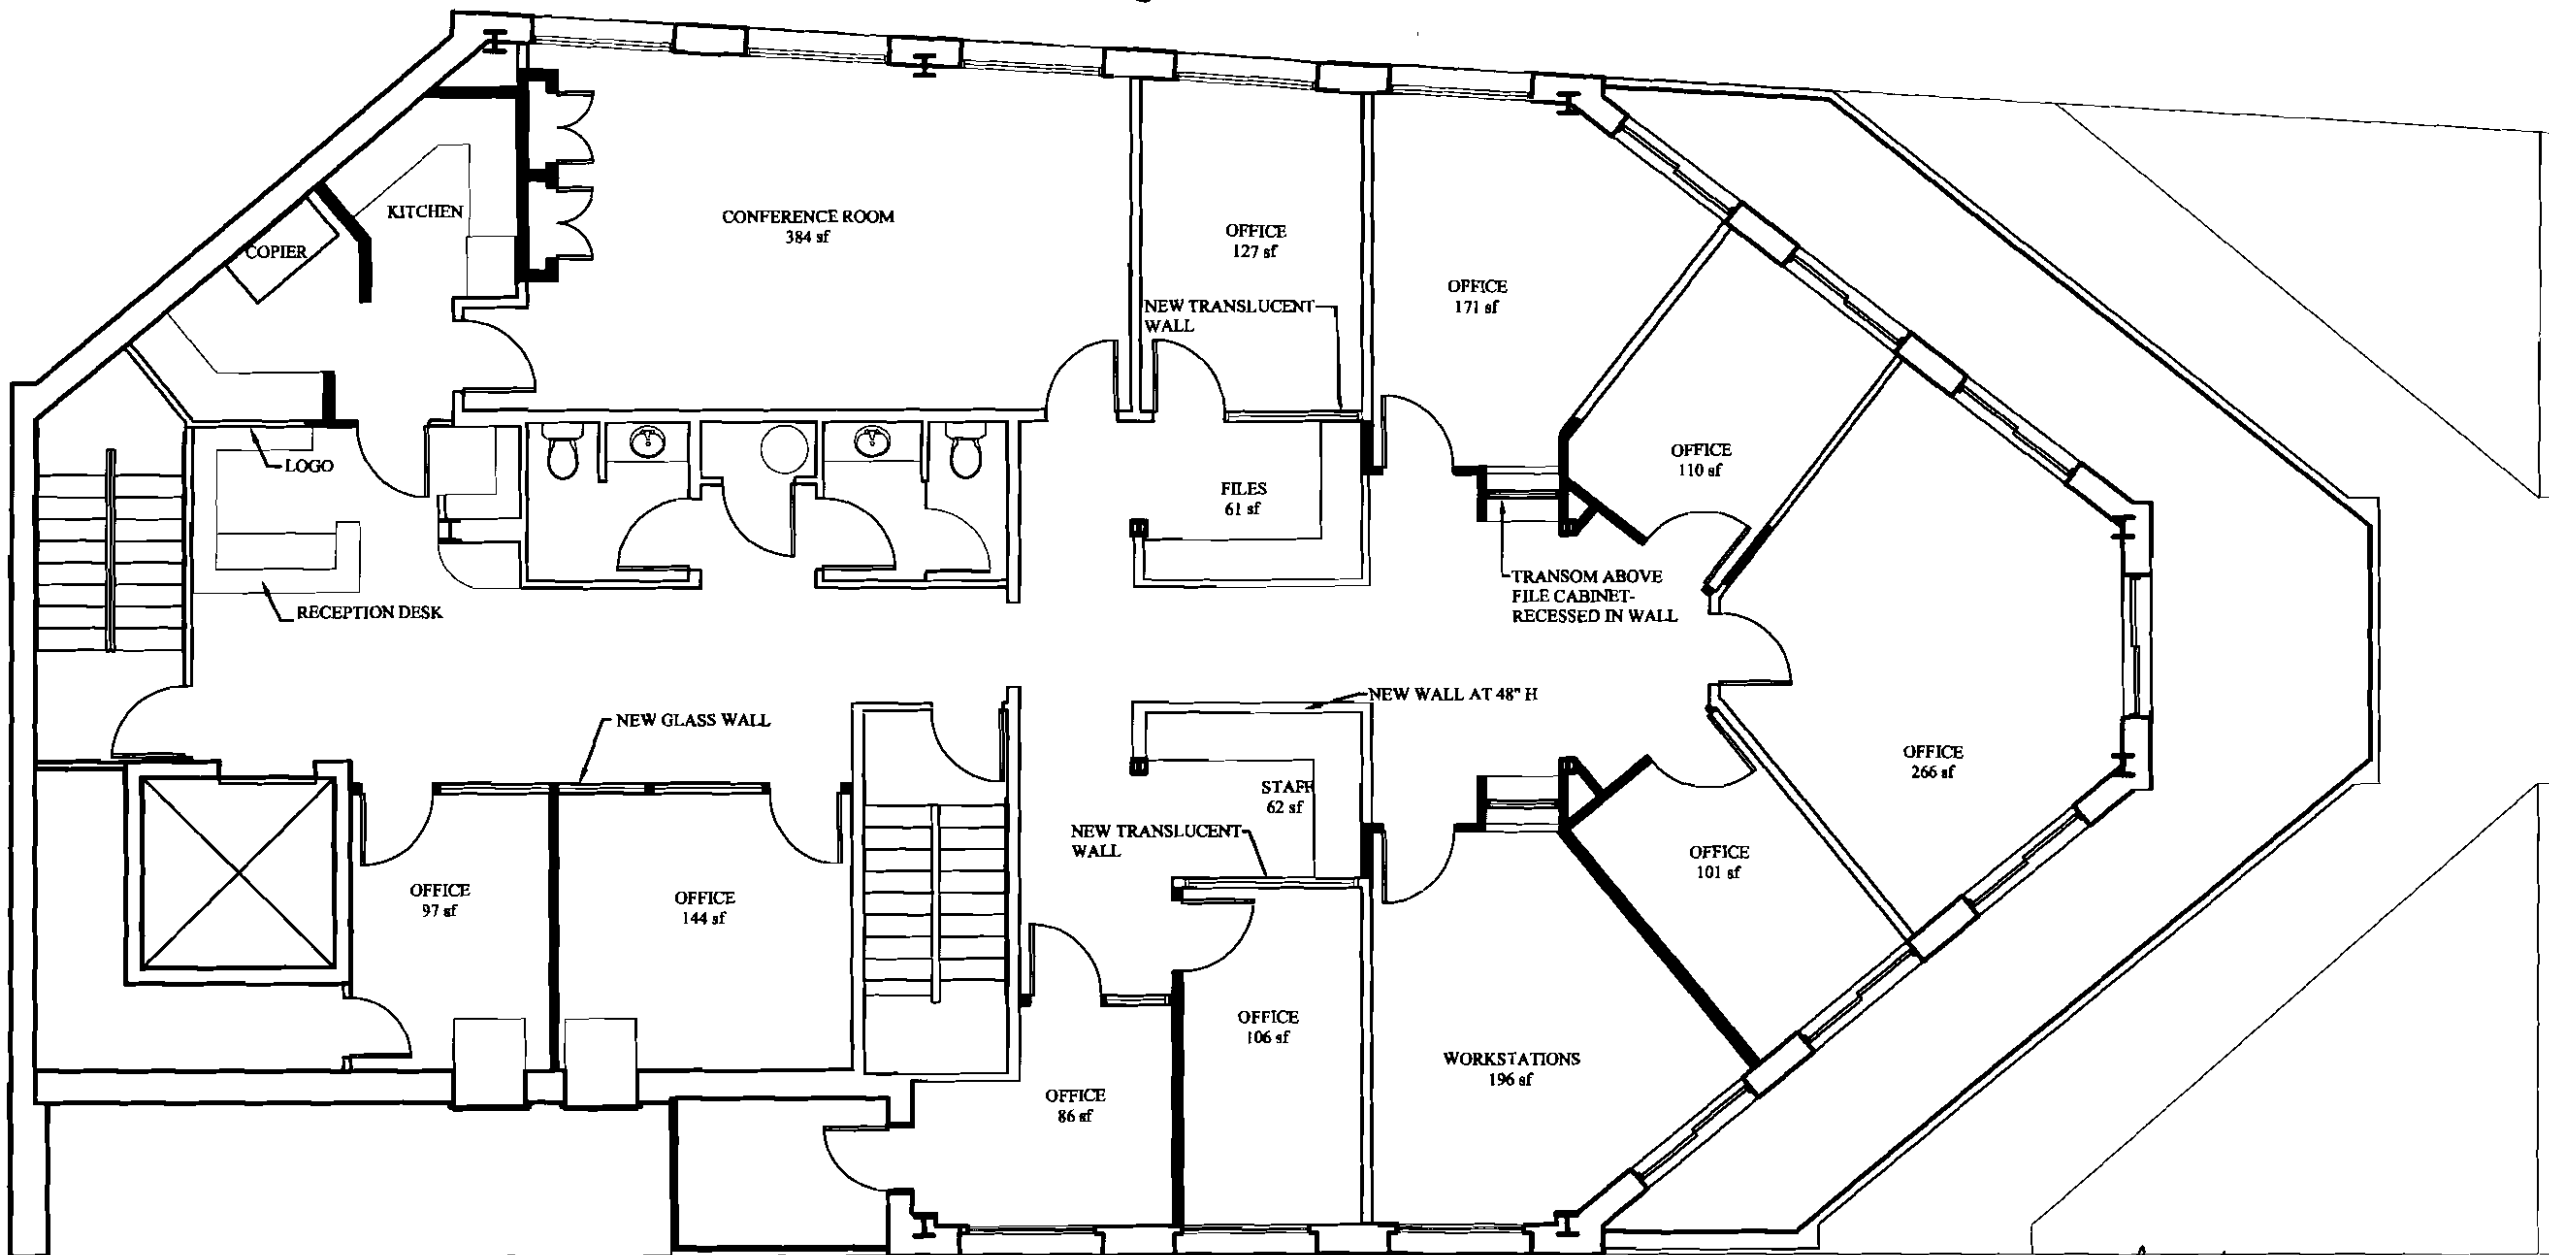 KITCHEN
COPIER
CONFERENCE ROOM
384 sf
OFFICE
127 sf
NEW TRANSLUCENT
WALL
OFFICE
171 sf
LOGO
FILES
61 sf
OFFICE
110 sf
RECEPTION DESK
TRANSOM ABOVE
FILE CABINET-
RECESSED IN WALL
NEW GLASS WALL
NEW WALL AT 48" H
OFFICE
266 sf
STAFF
62 sf
NEW TRANSLUCENT
WALL
OFFICE
101 sf
OFFICE
97 sf
OFFICE
144 sf
OFFICE
106 sf
WORKSTATIONS
196 sf
OFFICE
86 sf